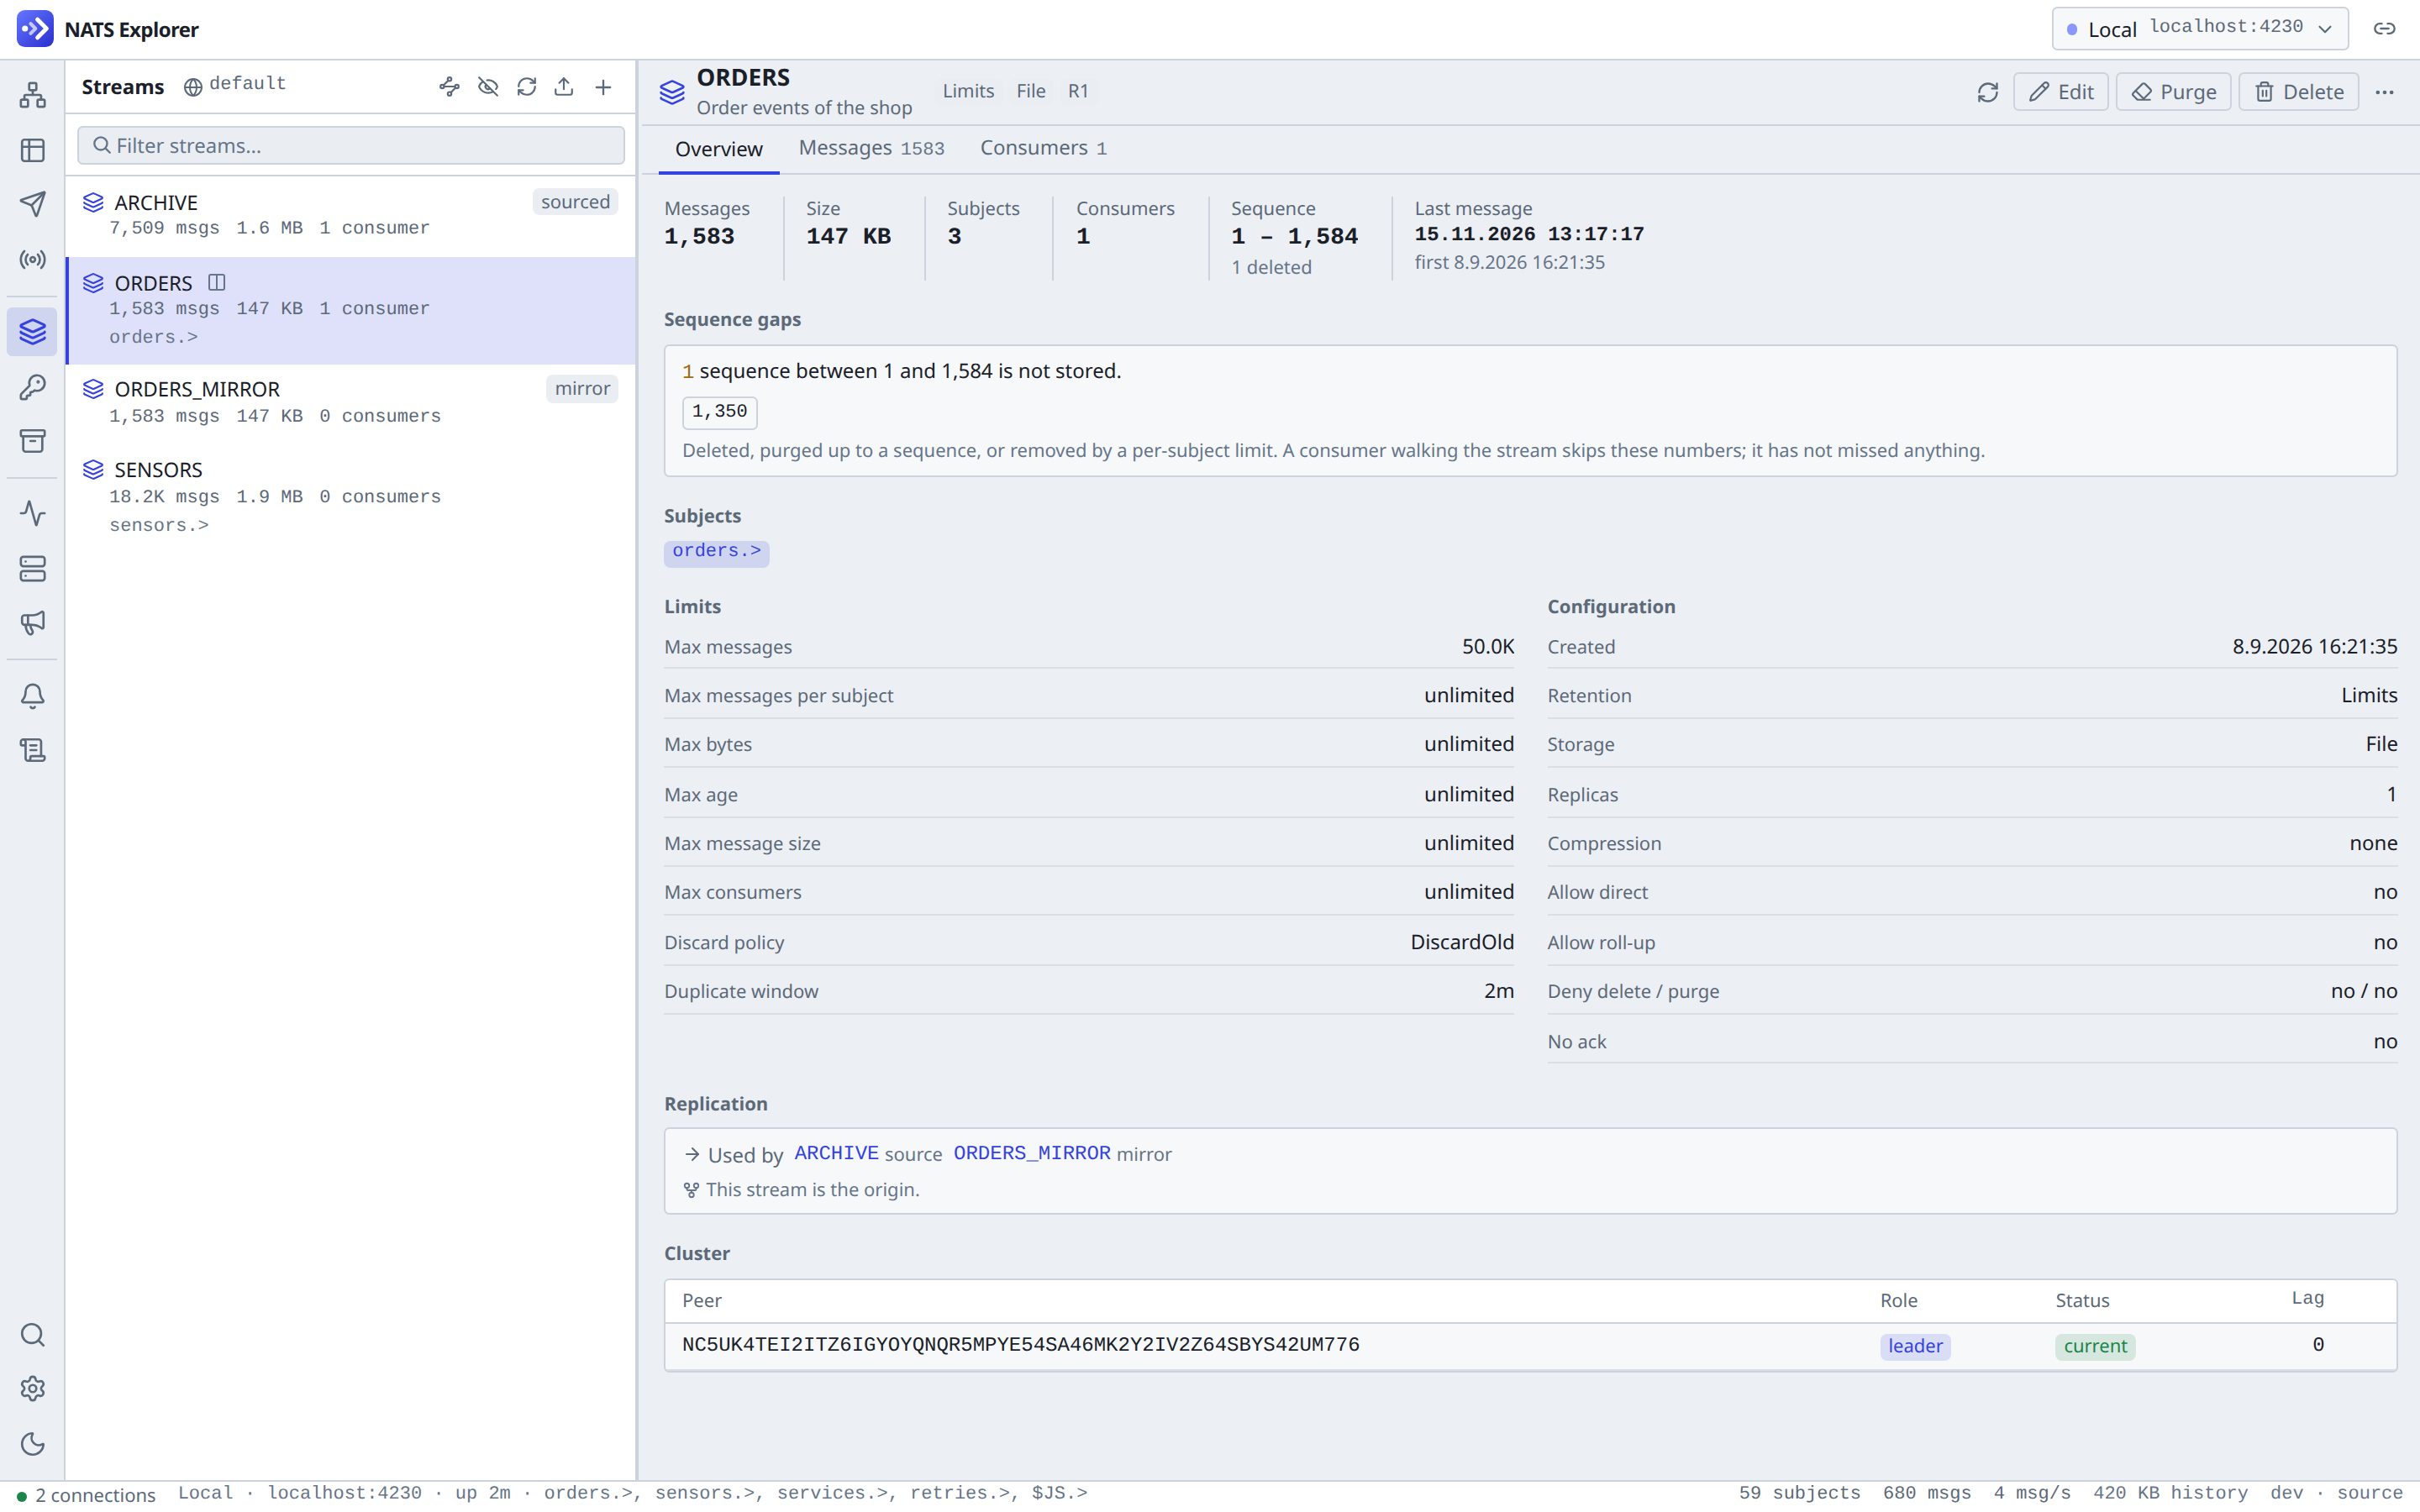 NATS Explorer
Local localhost:4230
Streams default
Filter streams...
ARCHIVE sourced
7,509 msgs 1.6 MB 1 consumer
ORDERS
1,583 msgs 147 KB 1 consumer
orders.>
ORDERS_MIRROR mirror
1,583 msgs 147 KB 0 consumers
SENSORS
18.2K msgs 1.9 MB 0 consumers
sensors.>
ORDERS
Order events of the shop
Limits File R1
Edit Purge Delete
Overview Messages 1583 Consumers 1
Messages Size Subjects Consumers Sequence Last message
1,583 147 KB 3 1 1 – 1,584 15.11.2026 13:17:17
1 deleted first 8.9.2026 16:21:35
Sequence gaps
1 sequence between 1 and 1,584 is not stored.
1,350
Deleted, purged up to a sequence, or removed by a per-subject limit. A consumer walking the stream skips these numbers; it has not missed anything.
Subjects
orders.>
Limits
Max messages 50.0K
Max messages per subject unlimited
Max bytes unlimited
Max age unlimited
Max message size unlimited
Max consumers unlimited
Discard policy DiscardOld
Duplicate window 2m
Configuration
Created 8.9.2026 16:21:35
Retention Limits
Storage File
Replicas 1
Compression none
Allow direct no
Allow roll-up no
Deny delete / purge no / no
No ack no
Replication
Used by ARCHIVE source ORDERS_MIRROR mirror
This stream is the origin.
Cluster
Peer Role Status Lag
NC5UK4TEI2ITZ6IGYOYQNQR5MPYE54SA46MK2Y2IV2Z64SBYS42UM776 leader current 0
2 connections Local · localhost:4230 · up 2m · orders.>, sensors.>, services.>, retries.>, $JS.>
59 subjects 680 msgs 4 msg/s 420 KB history dev · source